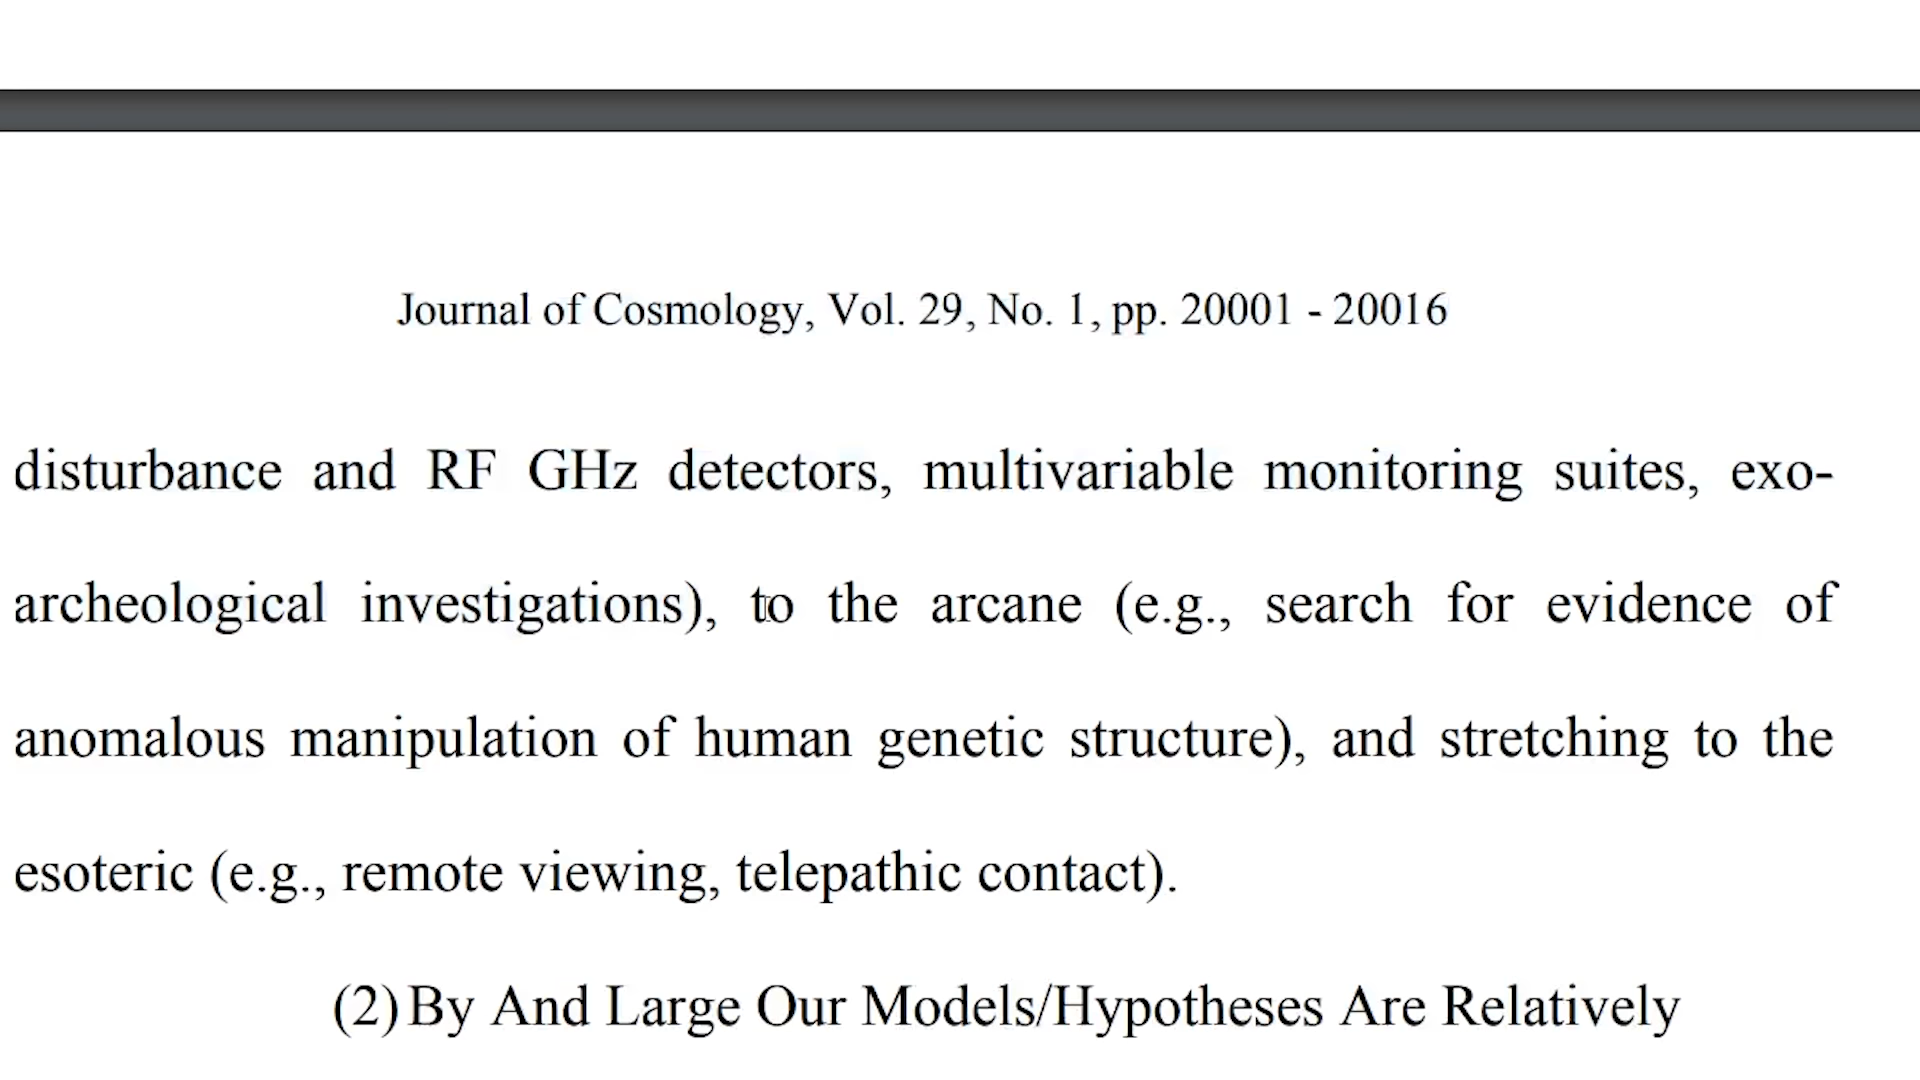 Journal of Cosmology, Vol. 29, No. 1, pp. 20001 - 20016
disturbance and RF GHz detectors, multivariable monitoring suites, exo-
archeological investigations), to the arcane (e.g., search for evidence of
anomalous manipulation of human genetic structure), and stretching to the
esoteric (e.g., remote viewing, telepathic contact).
(2) By And Large Our Models/Hypotheses Are Relatively